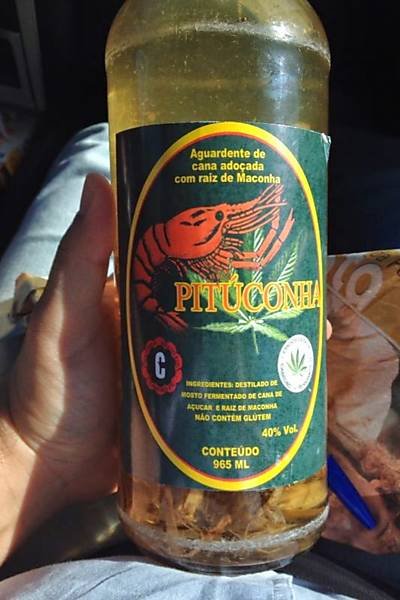 Aguardente de
cana adoçada
com raiz de Maconha
PITÚCONHA
C
INGREDIENTES: DESTILADO DE
MOSTO FERMENTADO DE CANA DE
AÇUCAR E RAIZ DE MACONHA
NÃO CONTÉM GLÚTEM
40% Vol.
CONTEÚDO
965 ML